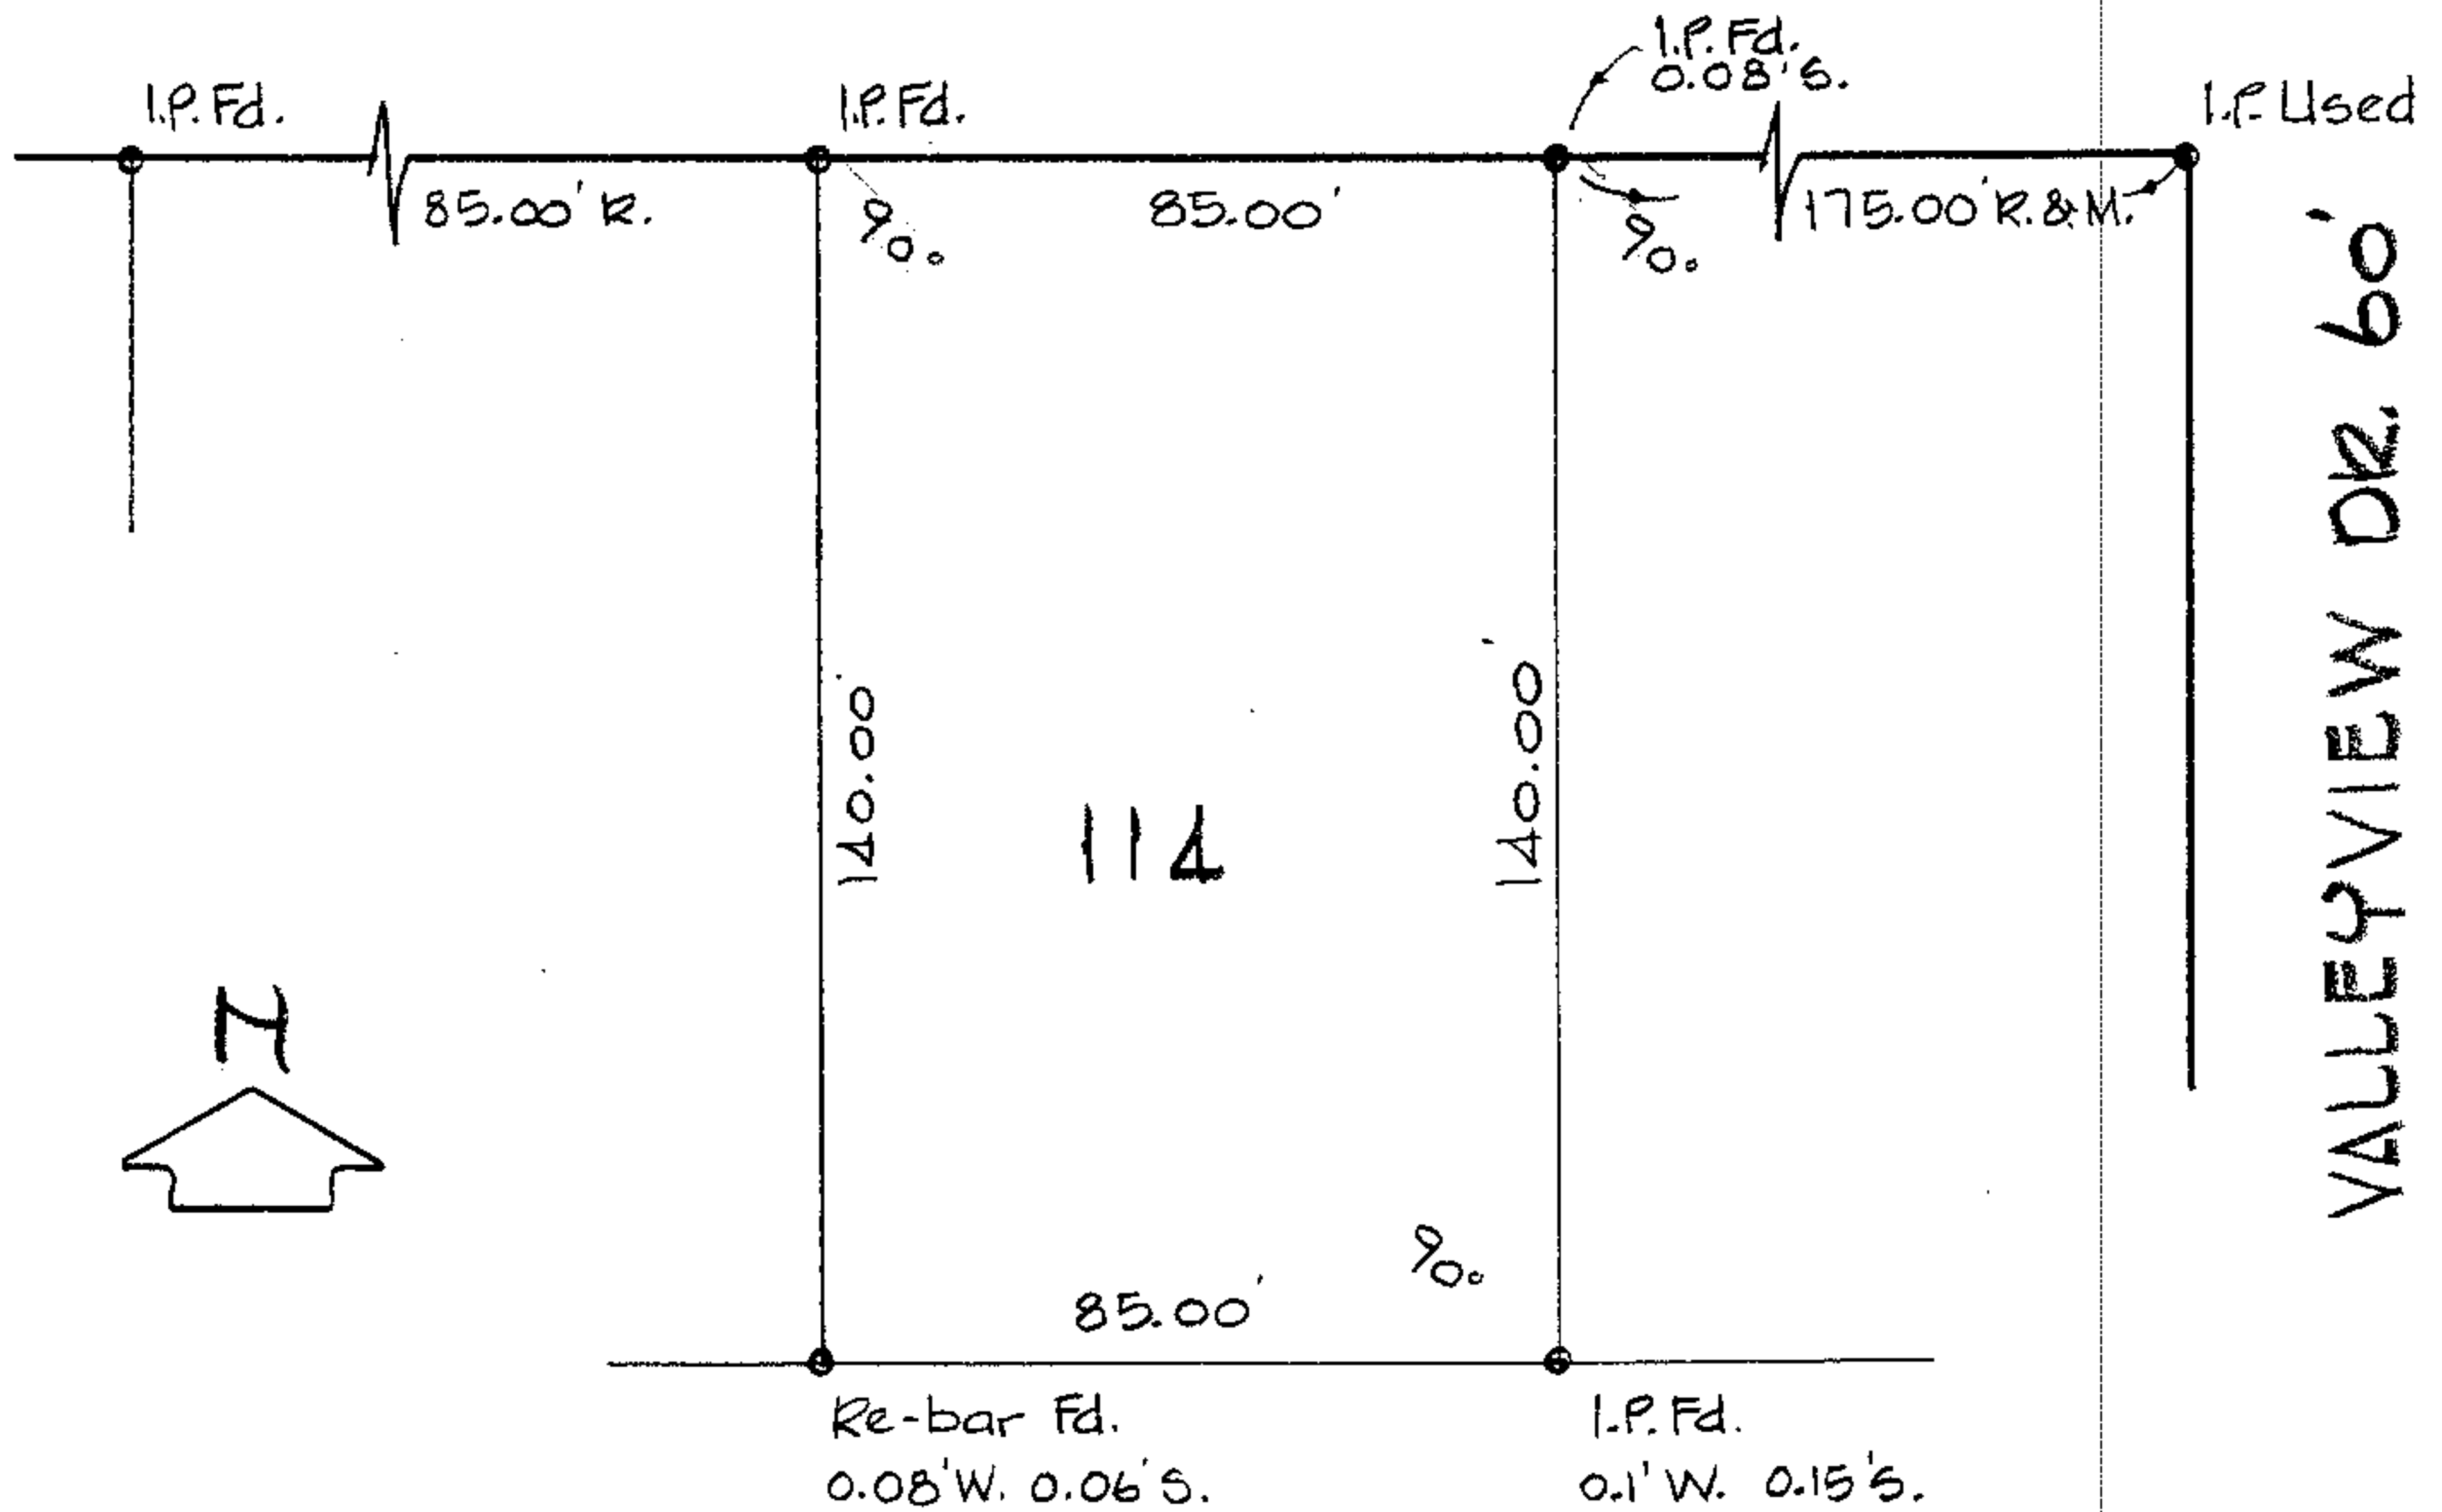 I.P. Fd.
0.08'S.
I.P. Fd.
I.P. Fd.
I.P. Used
85.00' R.
90°
85.00'
90°
175.00' R. & M.
VALLEYVIEW DR. 60'
140.00'
114
140.00'
N
90°
85.00'
Re-bar Fd.
0.08'W. 0.06'S.
I.P. Fd.
0.1'W. 0.15'S.